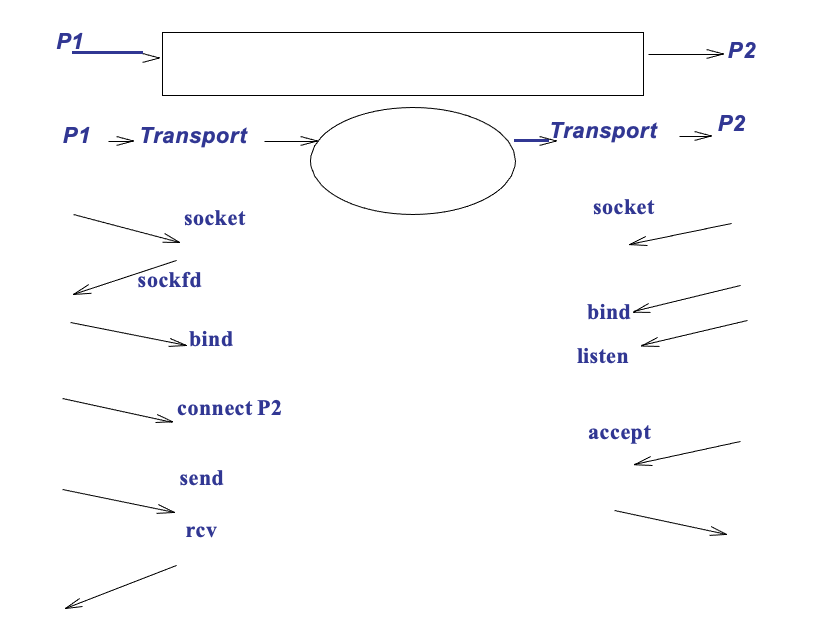 P1
P2
P1 Transport Transport P2
socket socket
sockfd
bind bind
listen
connect P2
accept
send
rcv